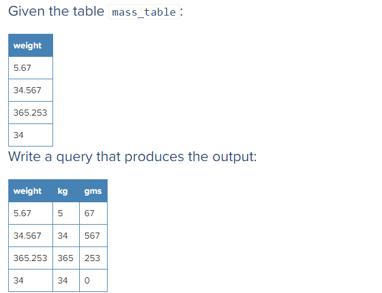 Given the table mass_table :
weight
5.67
34.567
365.253
34
Write a query that produces the output:
weight kg gms
5.67 5 67
34.567 34 567
365.253 365 253
34 34 0